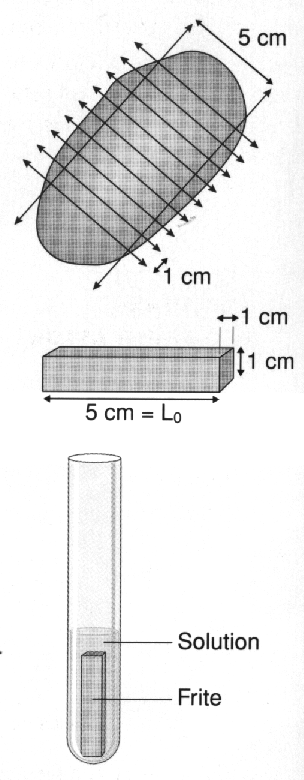 5 cm
1 cm
1 cm
1 cm
5 cm = L₀
Solution
Frite